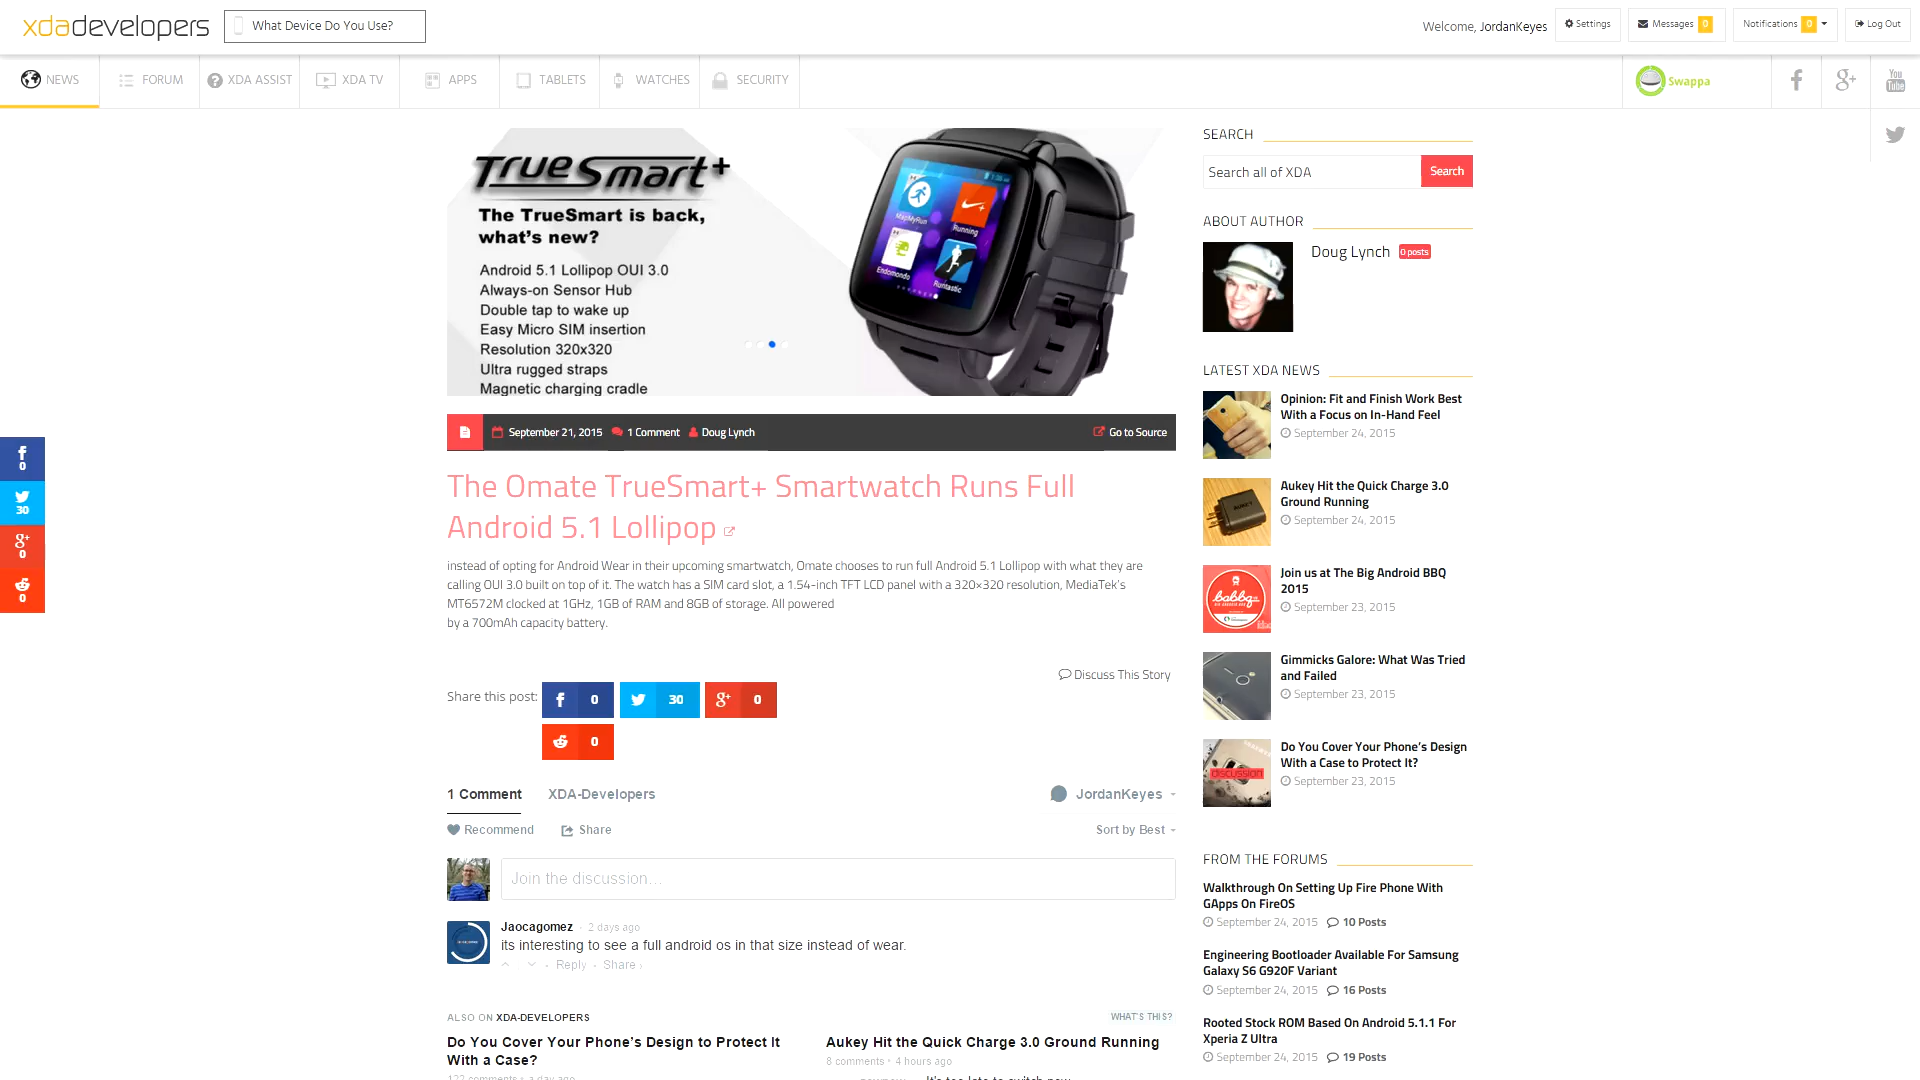 xdadevelopers
What Device Do You Use?
Welcome, JordanKeyes
Settings
Messages 0
Notifications 0
Log Out
NEWS
FORUM
XDA ASSIST
XDA TV
APPS
TABLETS
WATCHES
SECURITY
Swappa
You
Tube
TrueSmart+
The TrueSmart is back,
what's new?
Android 5.1 Lollipop OUI 3.0
Always-on Sensor Hub
Double tap to wake up
Easy Micro SIM insertion
Resolution 320x320
Ultra rugged straps
Magnetic charging cradle
MapMyRun
Running
Endomondo
Runtastic
September 21, 2015 1 Comment Doug Lynch
Go to Source
The Omate TrueSmart+ Smartwatch Runs Full
Android 5.1 Lollipop
instead of opting for Android Wear in their upcoming smartwatch, Omate chooses to run full Android 5.1 Lollipop with what they are
calling OUI 3.0 built on top of it. The watch has a SIM card slot, a 1.54-inch TFT LCD panel with a 320×320 resolution, MediaTek's
MT6572M clocked at 1GHz, 1GB of RAM and 8GB of storage. All powered
by a 700mAh capacity battery.
Discuss This Story
Share this post:
0
30
0
0
0
30
0
0
1 Comment
XDA-Developers
JordanKeyes
Recommend
Share
Sort by Best
Join the discussion...
Jaocagomez · 2 days ago
its interesting to see a full android os in that size instead of wear.
Reply · Share ›
ALSO ON XDA-DEVELOPERS
WHAT'S THIS?
Do You Cover Your Phone's Design to Protect It
With a Case?
122 comments · a day ago
Aukey Hit the Quick Charge 3.0 Ground Running
8 comments · 4 hours ago
SEARCH
Search all of XDA
Search
ABOUT AUTHOR
Doug Lynch 0 posts
LATEST XDA NEWS
Opinion: Fit and Finish Work Best
With a Focus on In-Hand Feel
September 24, 2015
AUKEY
Aukey Hit the Quick Charge 3.0
Ground Running
September 24, 2015
babbq
Join us at The Big Android BBQ
2015
September 23, 2015
Gimmicks Galore: What Was Tried
and Failed
September 23, 2015
DISCUSSION
Do You Cover Your Phone's Design
With a Case to Protect It?
September 23, 2015
FROM THE FORUMS
Walkthrough On Setting Up Fire Phone With
GApps On FireOS
September 24, 2015 10 Posts
Engineering Bootloader Available For Samsung
Galaxy S6 G920F Variant
September 24, 2015 16 Posts
Rooted Stock ROM Based On Android 5.1.1 For
Xperia Z Ultra
September 24, 2015 19 Posts